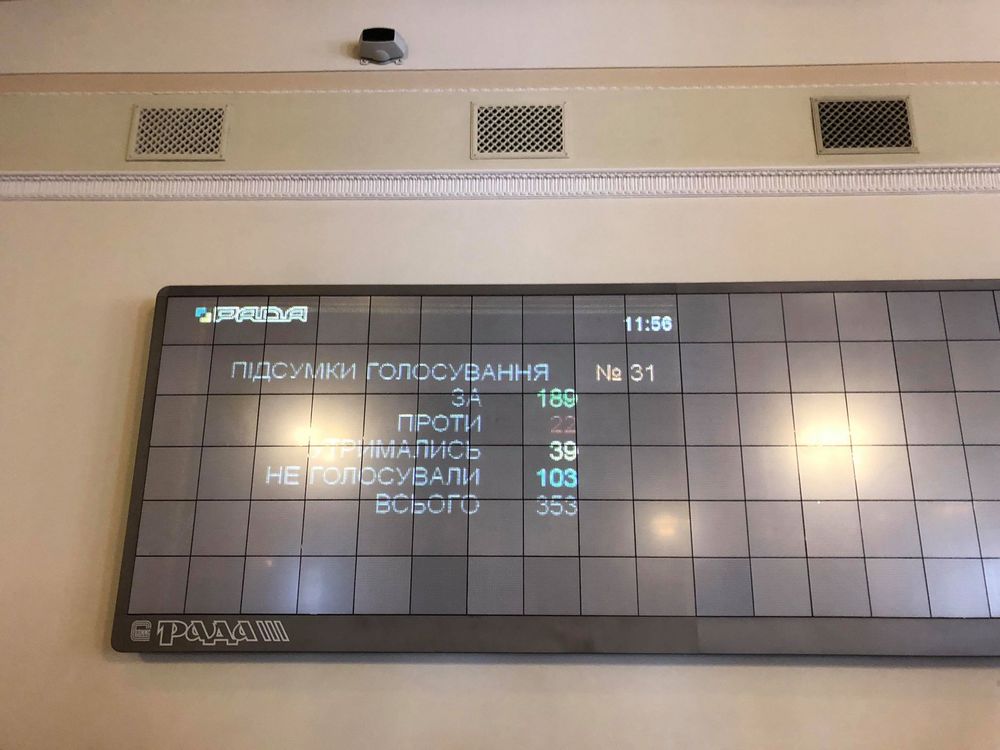 РАДА
11:56
ПІДСУМКИ ГОЛОСУВАННЯ № 31
ЗА 189
ПРОТИ 22
УТРИМАЛИСЬ 39
НЕ ГОЛОСУВАЛИ 103
ВСЬОГО 353
РАДА III